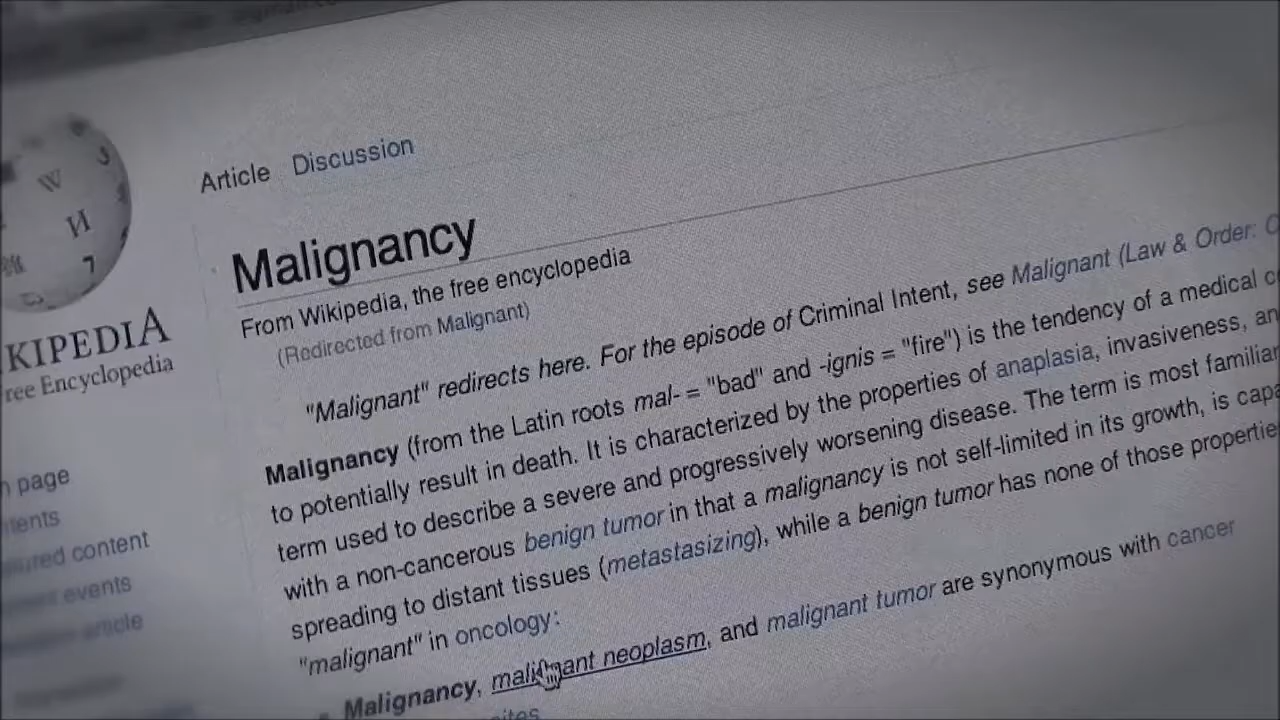 Article Discussion
Malignancy
From Wikipedia, the free encyclopedia
(Redirected from Malignant)
"Malignant" redirects here. For the episode of Criminal Intent, see Malignant (Law & Order: C
Malignancy (from the Latin roots mal- = "bad" and -ignis = "fire") is the tendency of a medical c
to potentially result in death. It is characterized by the properties of anaplasia, invasiveness, an
term used to describe a severe and progressively worsening disease. The term is most familiar
with a non-cancerous benign tumor in that a malignancy is not self-limited in its growth, is capa
spreading to distant tissues (metastasizing), while a benign tumor has none of those propertie
"malignant" in oncology:
Malignancy, malignant neoplasm, and malignant tumor are synonymous with cancer
W
И
7
KIPEDIA
ree Encyclopedia
page
tents
ured content
events
article